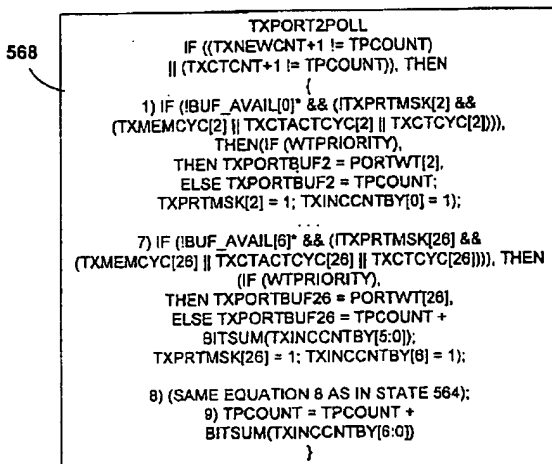 568
TXPORT2POLL
IF ((TXNEWCNT+1 != TPCOUNT)
|| (TXCTCNT+1 != TPCOUNT)), THEN
{
1) IF (!BUF_AVAIL[0]* && (!TXPRTMSK[2] &&
(TXMEMCYC[2] || TXCTACTCYC[2] || TXCTCYC[2]))),
THEN(IF (WTPRIORITY),
THEN TXPORTBUF2 = PORTWT[2],
ELSE TXPORTBUF2 = TPCOUNT;
TXPRTMSK[2] = 1; TXINCCNTBY[0] = 1);
. . .
7) IF (!BUF_AVAIL[6]* && (!TXPRTMSK[26] &&
(TXMEMCYC[26] || TXCTACTCYC[26] || TXCTCYC[26]))), THEN
(IF (WTPRIORITY),
THEN TXPORTBUF26 = PORTWT[26],
ELSE TXPORTBUF26 = TPCOUNT +
BITSUM(TXINCCNTBY[5:0]);
TXPRTMSK[26] = 1; TXINCCNTBY[6] = 1);
8) (SAME EQUATION 8 AS IN STATE 564);
9) TPCOUNT = TPCOUNT +
BITSUM(TXINCCNTBY[6:0])
}